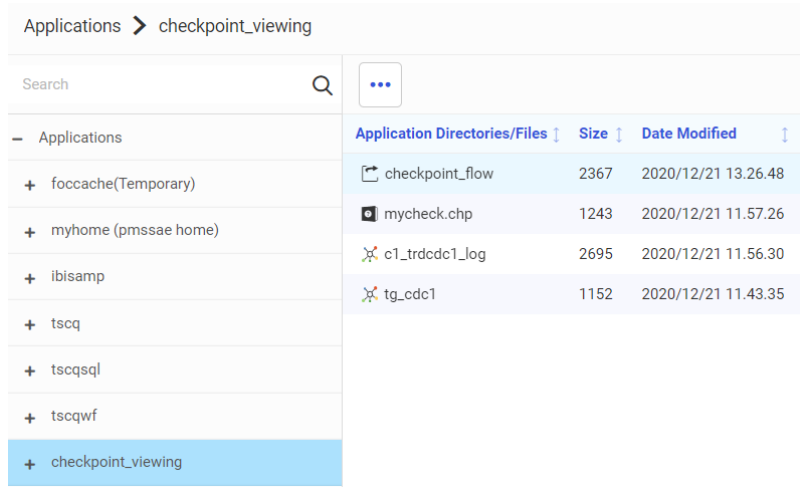 Applications checkpoint_viewing
Search
Applications
foccache(Temporary)
myhome (pmssae home)
ibisamp
tscq
tscqsql
tscqwf
checkpoint_viewing
Application Directories/Files Size Date Modified
checkpoint_flow 2367 2020/12/21 13.26.48
mycheck.chp 1243 2020/12/21 11.57.26
c1_trdcdc1_log 2695 2020/12/21 11.56.30
tg_cdc1 1152 2020/12/21 11.43.35